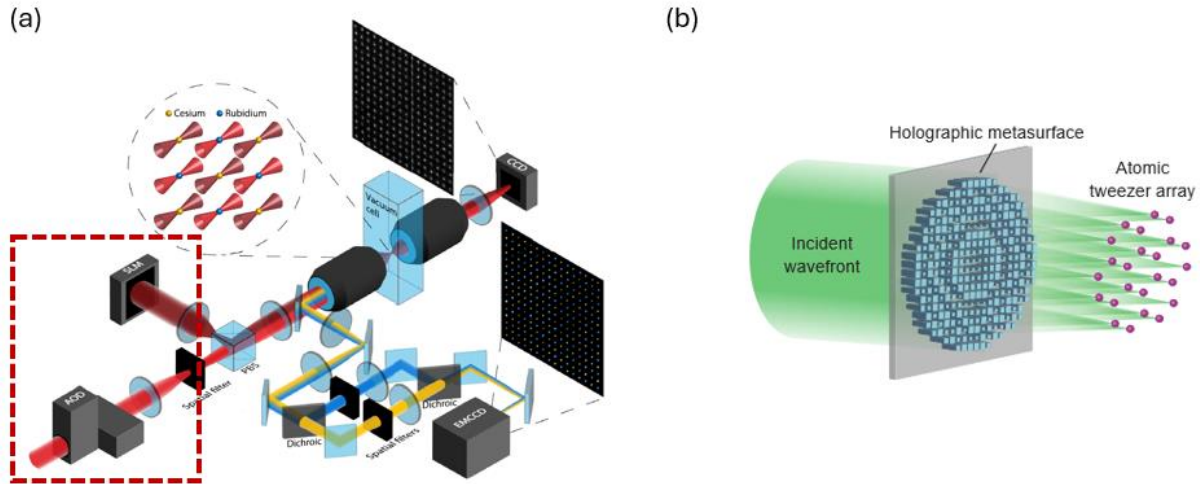 (a)
Cesium
Rubidium
CCD
Vacuum
cell
SLM
PBS
Spatial filter
AOD
Dichroic
Dichroic
Spatial filters
EMCCD
(b)
Holographic metasurface
Atomic
tweezer array
Incident
wavefront